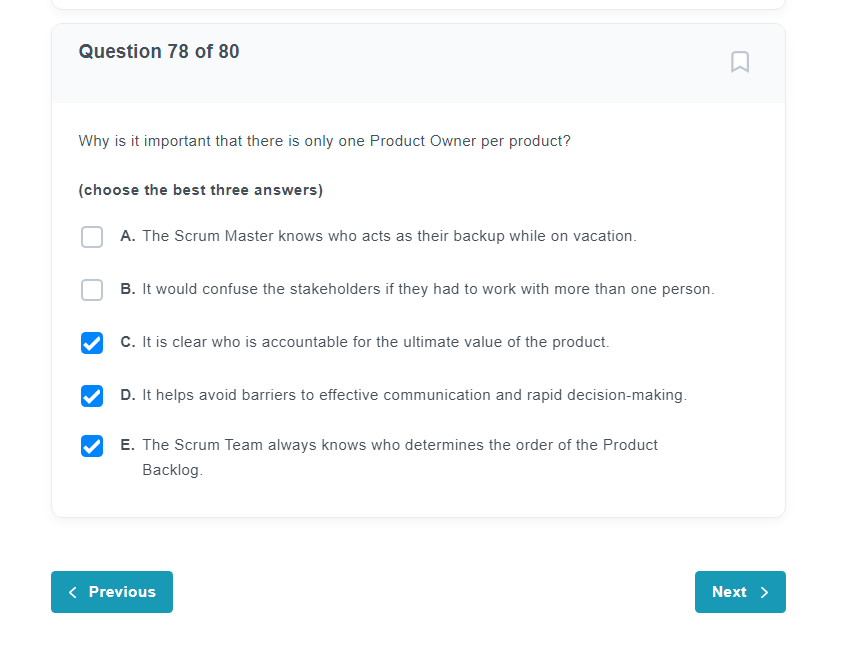 Question 78 of 80
Why is it important that there is only one Product Owner per product?
(choose the best three answers)
A. The Scrum Master knows who acts as their backup while on vacation.
B. It would confuse the stakeholders if they had to work with more than one person.
C. It is clear who is accountable for the ultimate value of the product.
D. It helps avoid barriers to effective communication and rapid decision-making.
E. The Scrum Team always knows who determines the order of the Product
Backlog.
Previous
Next